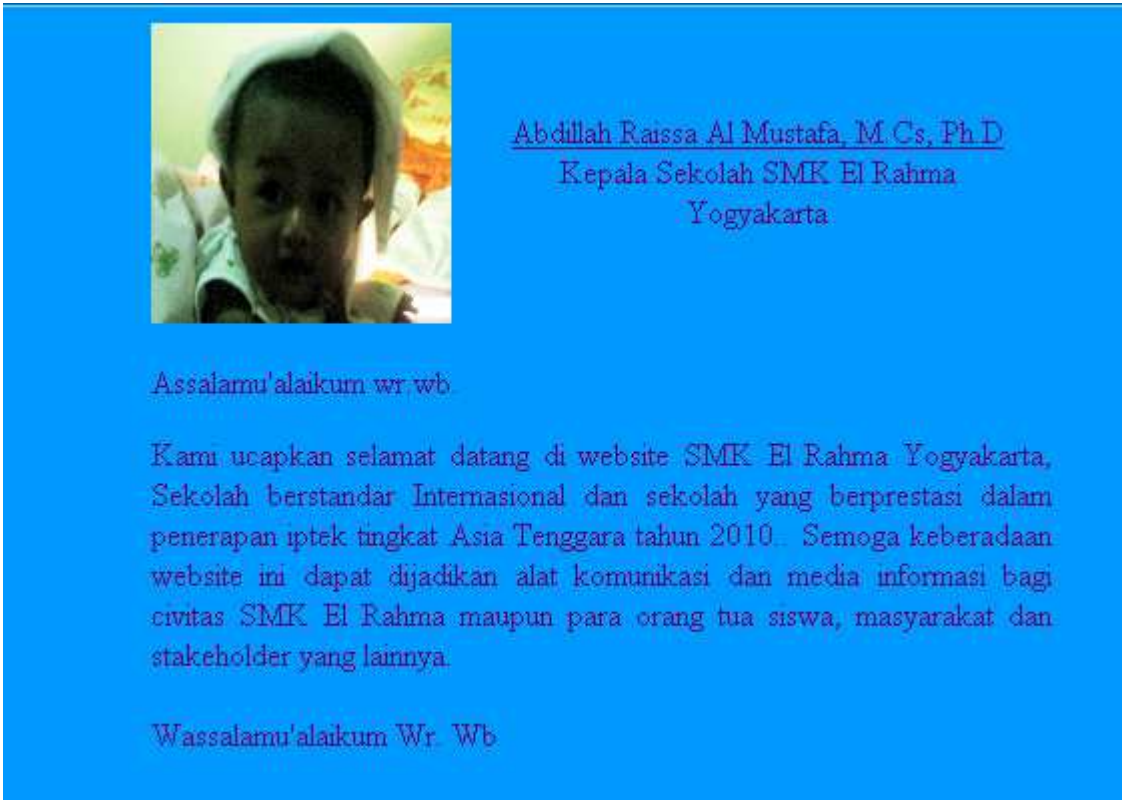 Abdillah Raissa Al Mustafa, M.Cs, Ph.D
Kepala Sekolah SMK El Rahma
Yogyakarta
Assalamu'alaikum wr.wb.
Kami ucapkan selamat datang di website SMK El Rahma Yogyakarta,
Sekolah berstandar Internasional dan sekolah yang berprestasi dalam
penerapan iptek tingkat Asia Tenggara tahun 2010.. Semoga keberadaan
website ini dapat dijadikan alat komunikasi dan media informasi bagi
civitas SMK El Rahma maupun para orang tua siswa, masyarakat dan
stakeholder yang lainnya.
Wassalamu'alaikum Wr. Wb